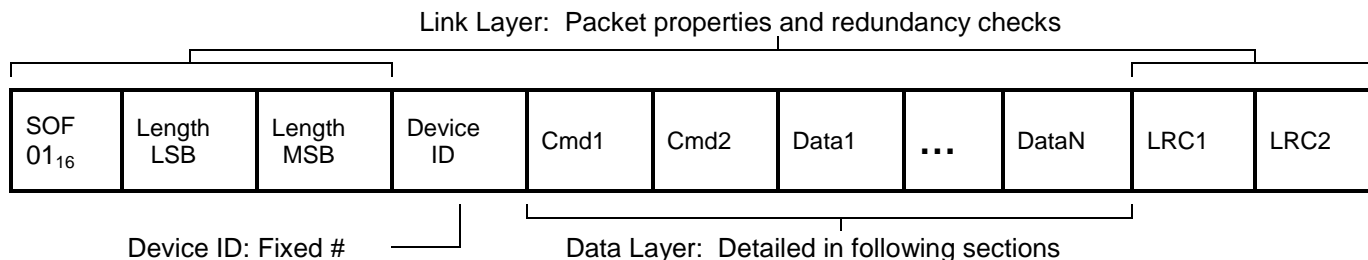 Link Layer: Packet properties and redundancy checks
SOF 01₁₆
Length LSB
Length MSB
Device ID
Cmd1
Cmd2
Data1
...
DataN
LRC1
LRC2
Device ID: Fixed #
Data Layer: Detailed in following sections